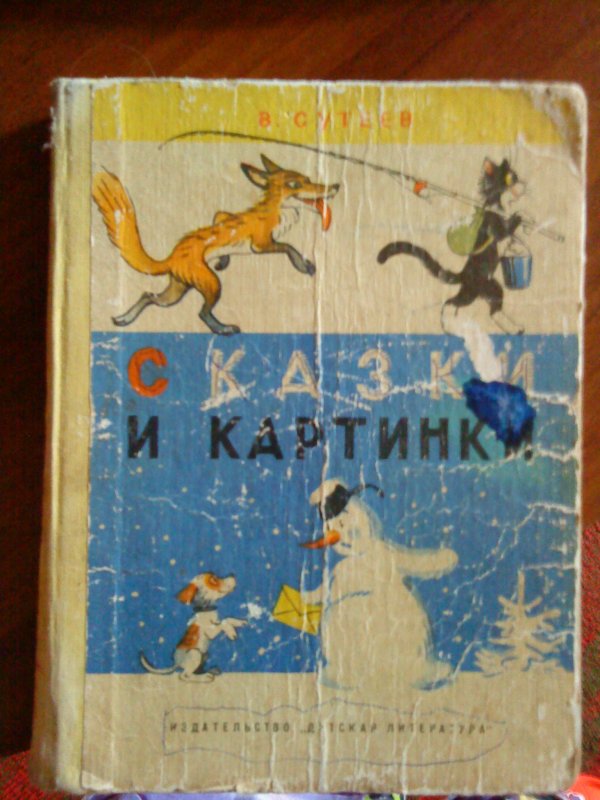 В. СУТЕЕВ
СКАЗКИ
И КАРТИНКИ
ИЗДАТЕЛЬСТВО „ДЕТСКАЯ ЛИТЕРАТУРА“